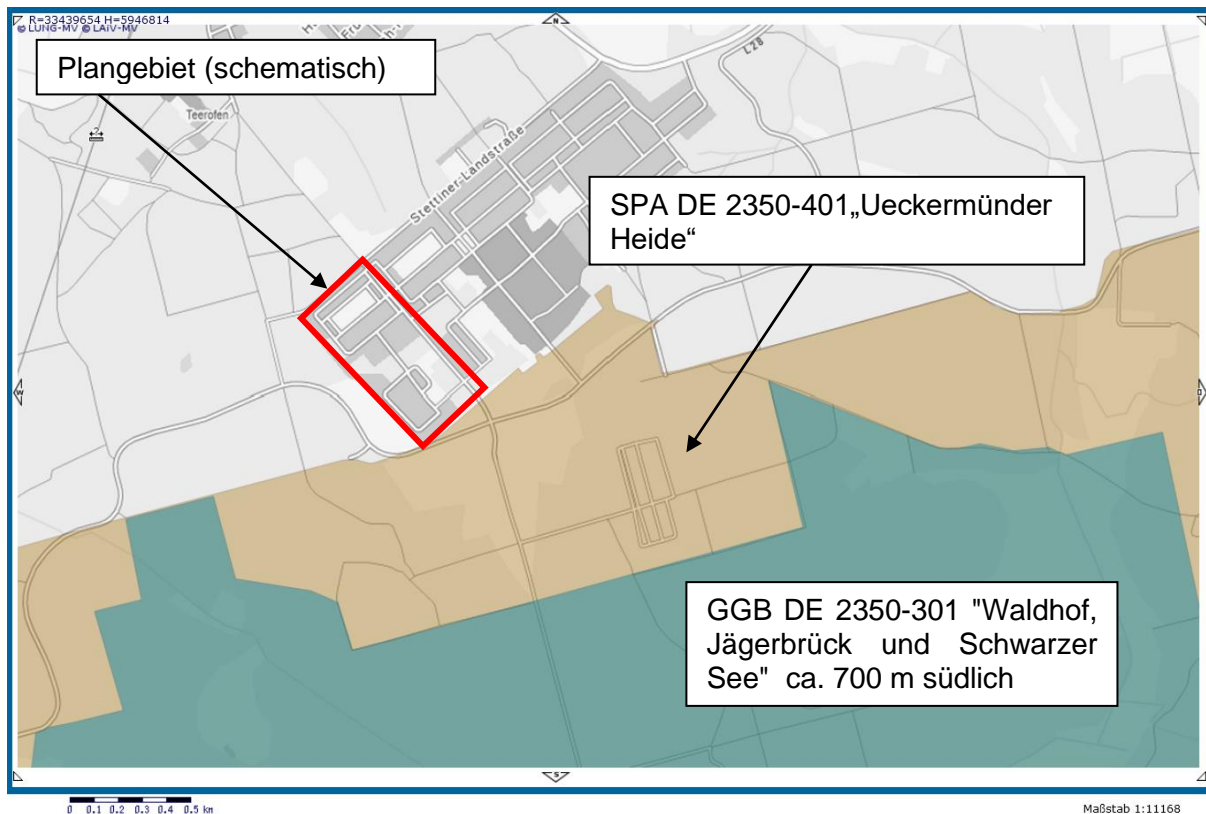 R=33439654 H=5946814
© LUNG-MV © LAiV-MV
N
L 28
Plangebiet (schematisch)
Teerofen
Stettiner-Landstraße
SPA DE 2350-401„Ueckermünder
Heide“
W
O
GGB DE 2350-301 "Waldhof,
Jägerbrück und Schwarzer
See" ca. 700 m südlich
S
0 0.1 0.2 0.3 0.4 0.5 km
Maßstab 1:11168